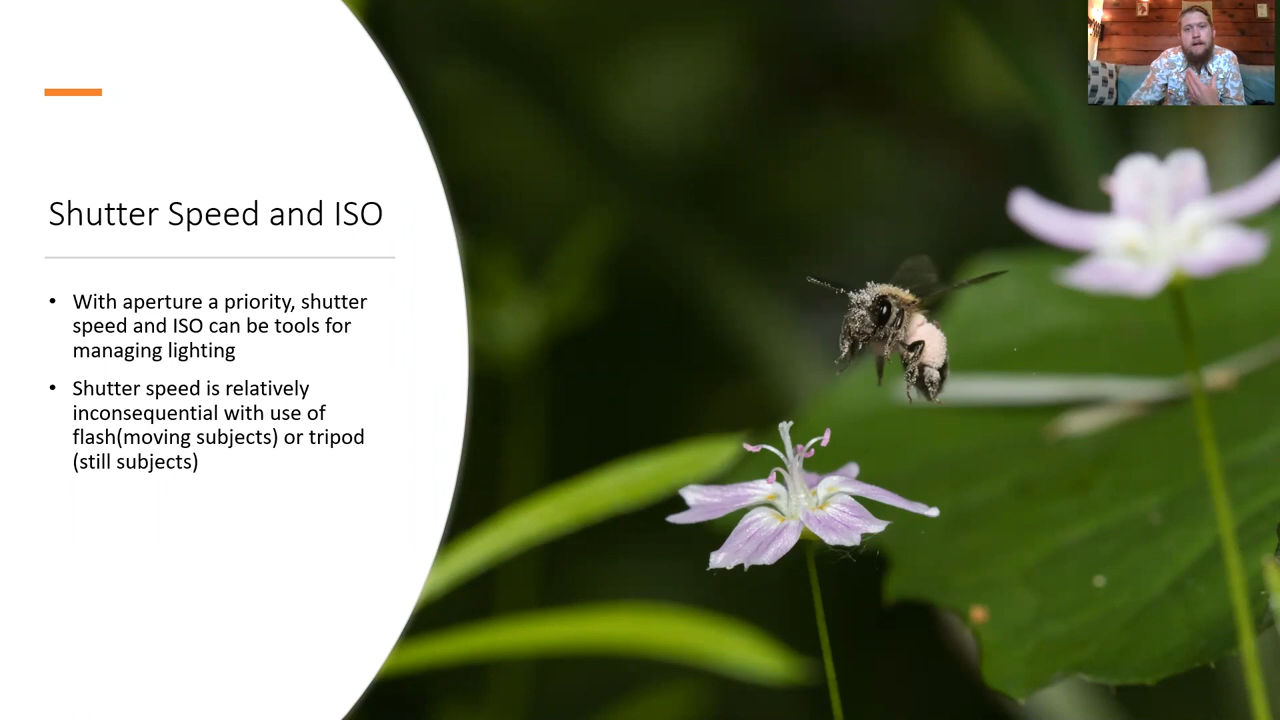 Shutter Speed and ISO
• With aperture a priority, shutter
speed and ISO can be tools for
managing lighting
• Shutter speed is relatively
inconsequential with use of
flash(moving subjects) or tripod
(still subjects)